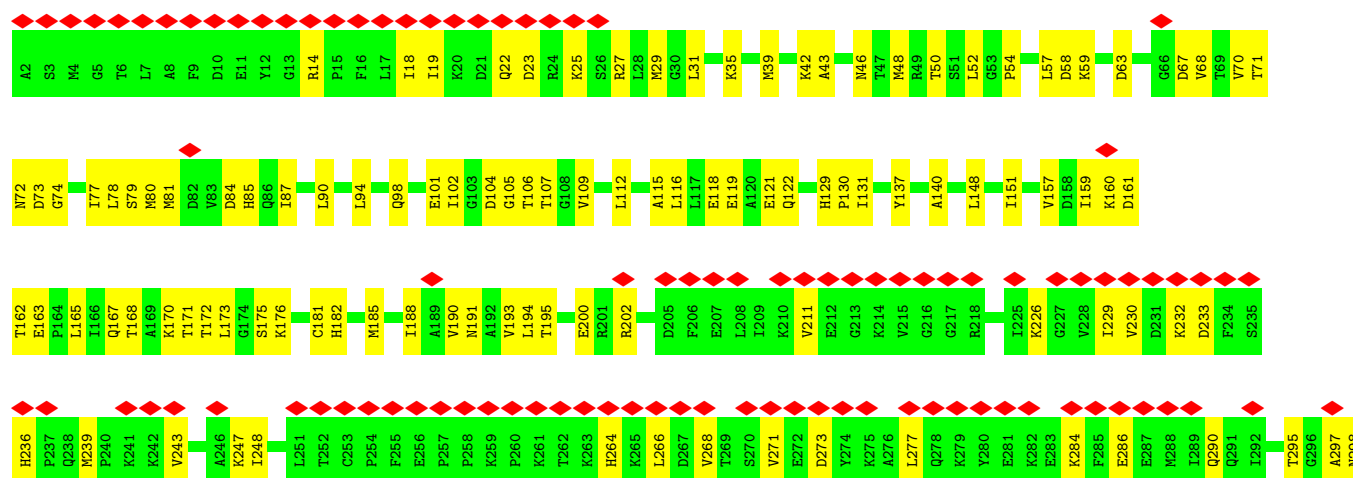 A2 S3 M4 G5 T6 L7 A8 F9 D10 E11 Y12 G13 R14 P15 F16 L17 I18 I19 K20 D21 Q22 D23 R24 K25 S26 R27 L28 M29 G30 L31 K35 M39 K42 A43 N46 T47 M48 R49 T50 S51 L52 G53 P54 L57 D58 K59 D63 G66 D67 V68 T69 V70 T71
N72 D73 G74 I77 L78 S79 M80 M81 D82 V83 D84 H85 Q86 I87 L90 L94 Q98 E101 I102 G103 D104 G105 T106 T107 G108 V109 L112 A115 L116 L117 E118 E119 A120 E121 Q122 H129 P130 I131 Y137 A140 L148 I151 V157 D158 I159 K160 D161
T162 E163 P164 L165 I166 Q167 T168 A169 K170 T171 T172 L173 G174 S175 K176 C181 H182 M185 I188 A189 V190 N191 A192 V193 L194 T195 E200 R201 R202 D205 F206 E207 L208 I209 K210 V211 E212 G213 K214 V215 G216 G217 R218 I225 K226 G227 V228 I229 V230 D231 K232 D233 F234 S235
H236 P237 Q238 M239 P240 K241 K242 V243 A246 K247 I248 L251 T252 C253 P254 F255 E256 P257 P258 K259 P260 K261 T262 K263 H264 K265 L266 D267 V268 T269 S270 V271 E272 D273 Y274 K275 A276 L277 Q278 K279 Y280 E281 K282 E283 K284 F285 E286 E287 M288 I289 Q290 Q291 I292 T295 G296 A297